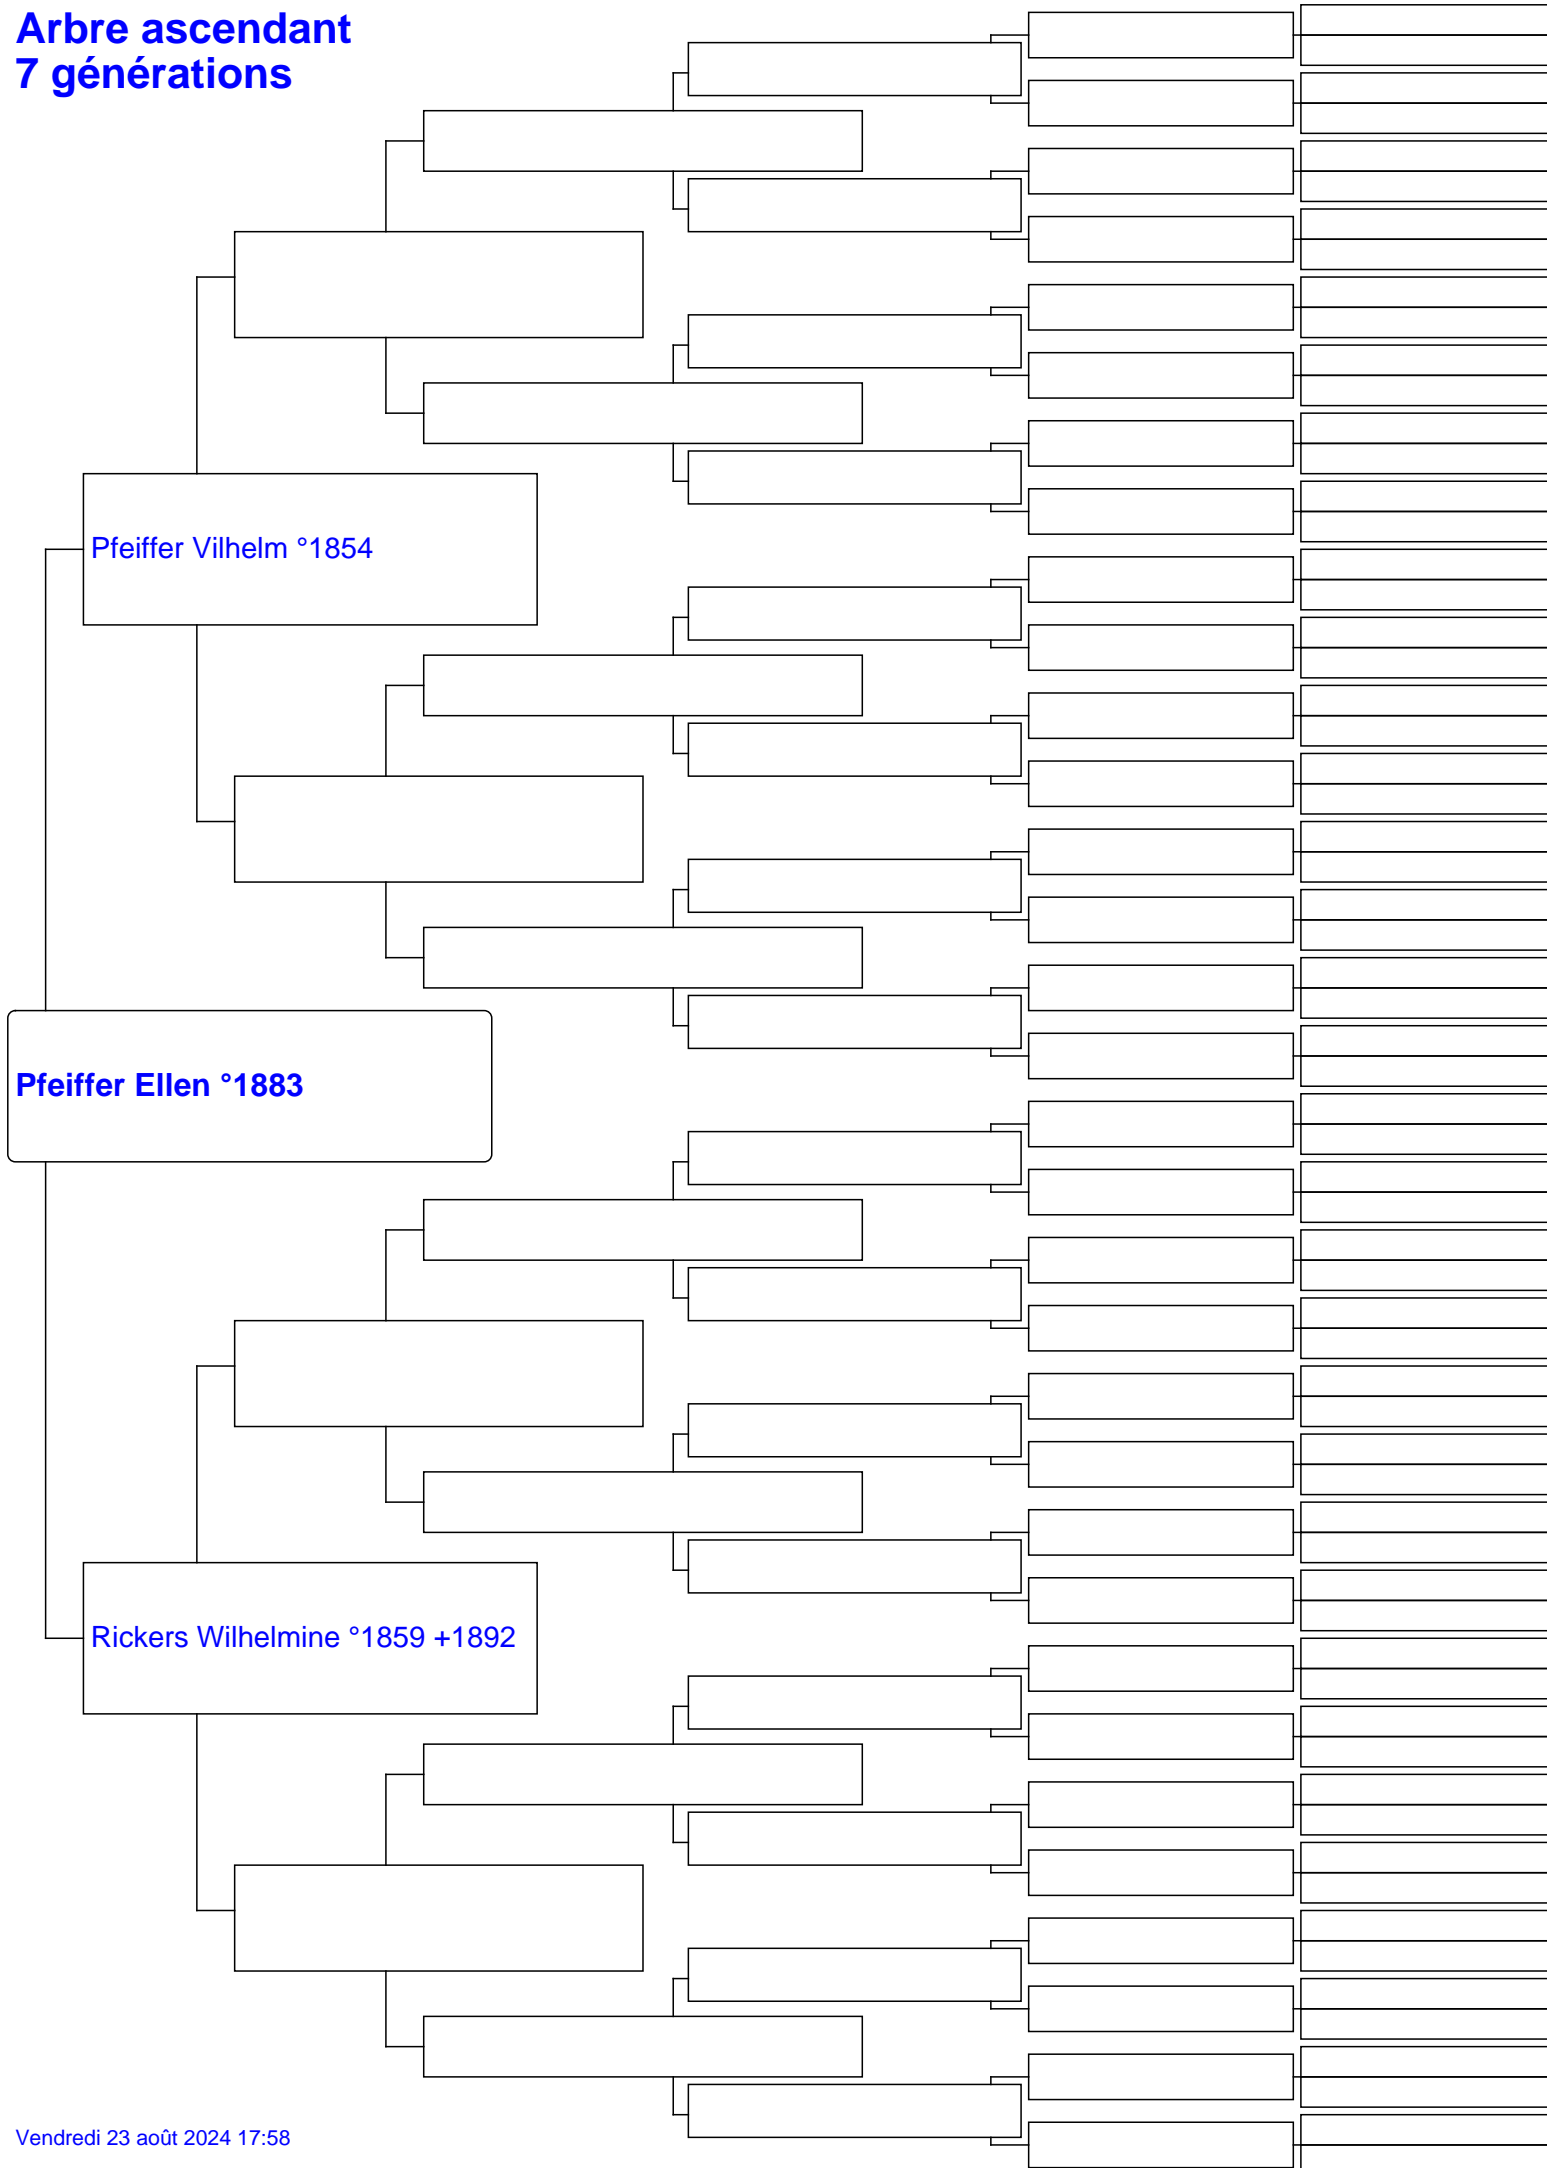 Arbre ascendant
7 générations
Pfeiffer Vilhelm °1854
Pfeiffer Ellen °1883
Rickers Wilhelmine °1859 +1892
Vendredi 23 août 2024 17:58